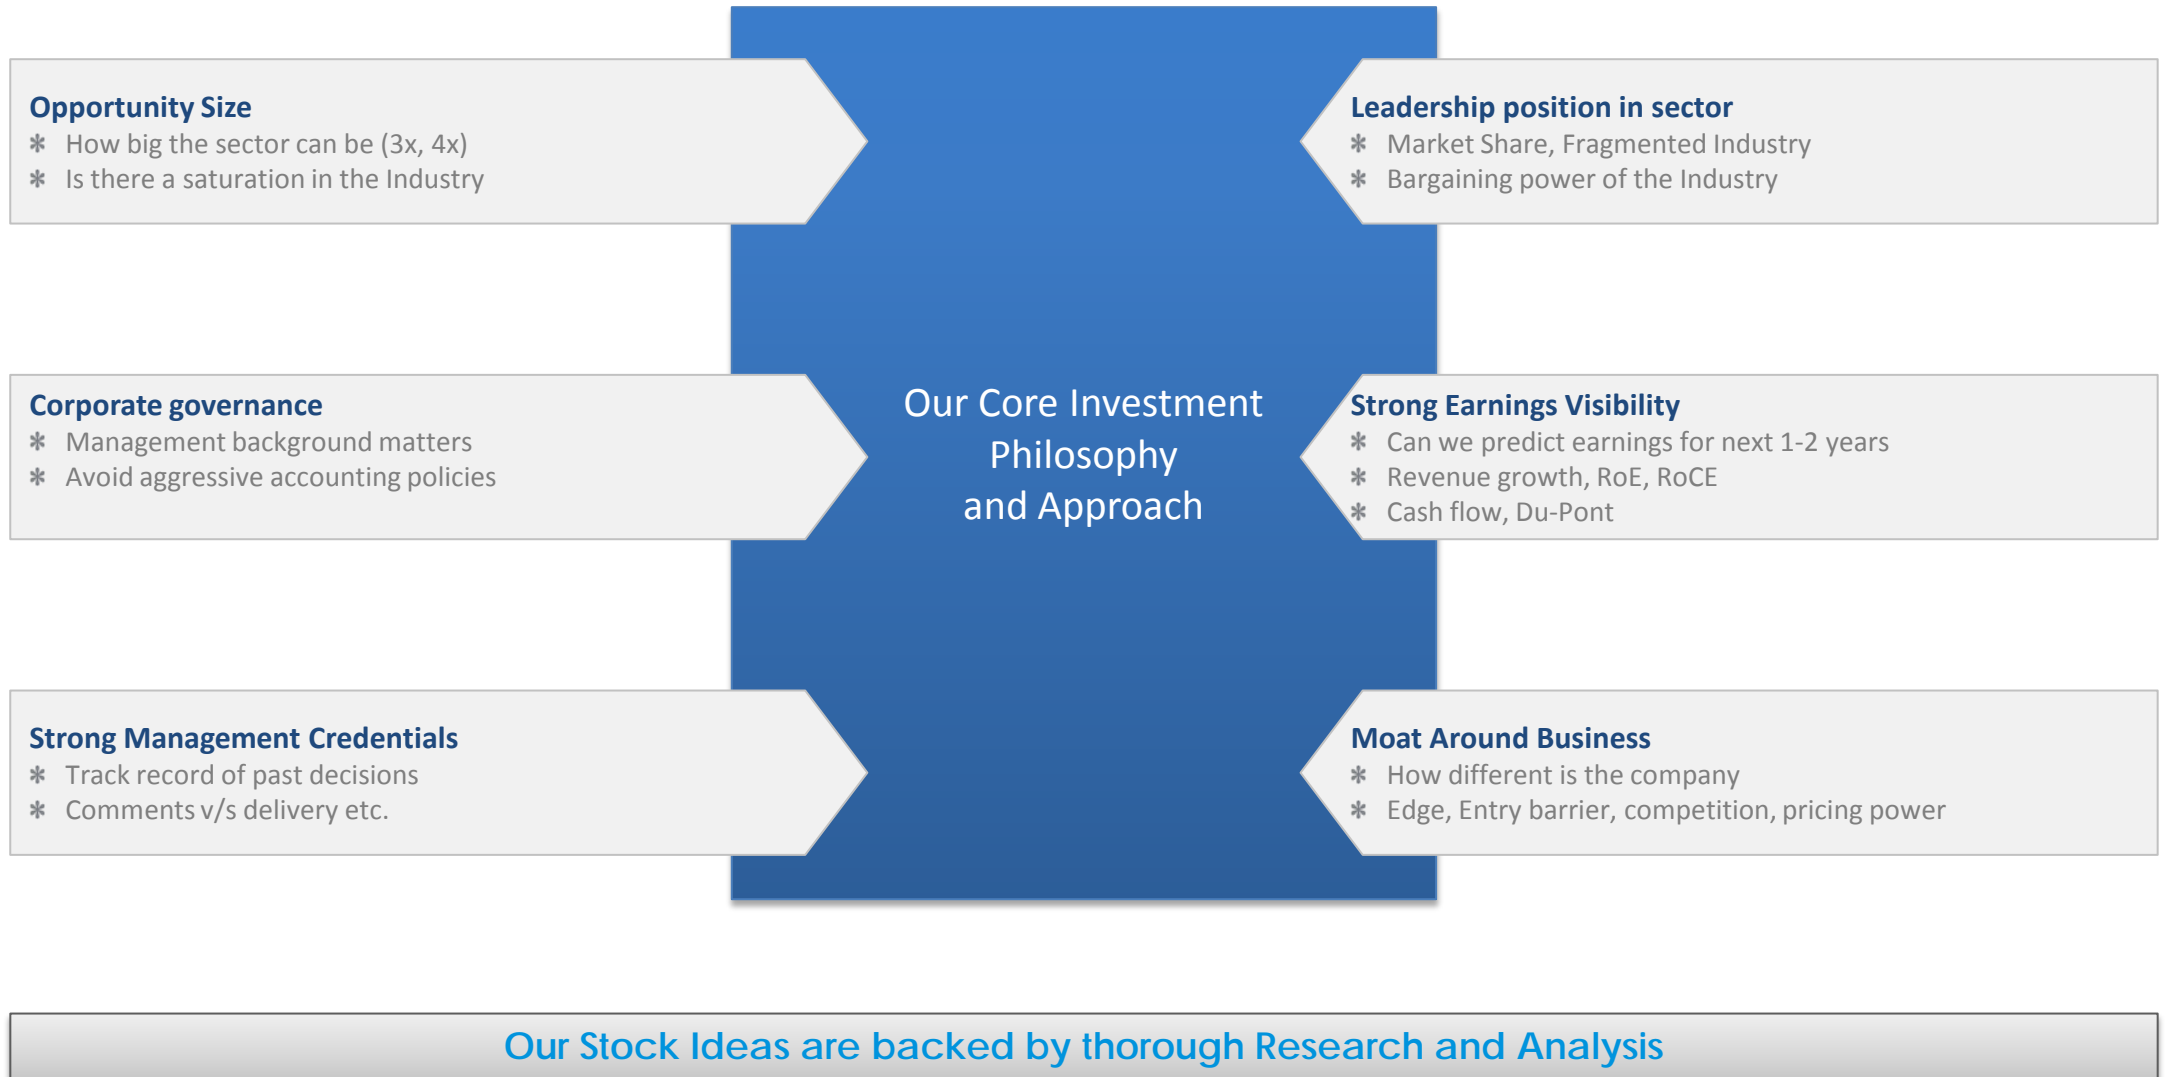 Opportunity Size
* How big the sector can be (3x, 4x)
* Is there a saturation in the Industry
Corporate governance
* Management background matters
* Avoid aggressive accounting policies
Strong Management Credentials
* Track record of past decisions
* Comments v/s delivery etc.
Our Core Investment
Philosophy
and Approach
Leadership position in sector
* Market Share, Fragmented Industry
* Bargaining power of the Industry
Strong Earnings Visibility
* Can we predict earnings for next 1-2 years
* Revenue growth, RoE, RoCE
* Cash flow, Du-Pont
Moat Around Business
* How different is the company
* Edge, Entry barrier, competition, pricing power
Our Stock Ideas are backed by thorough Research and Analysis